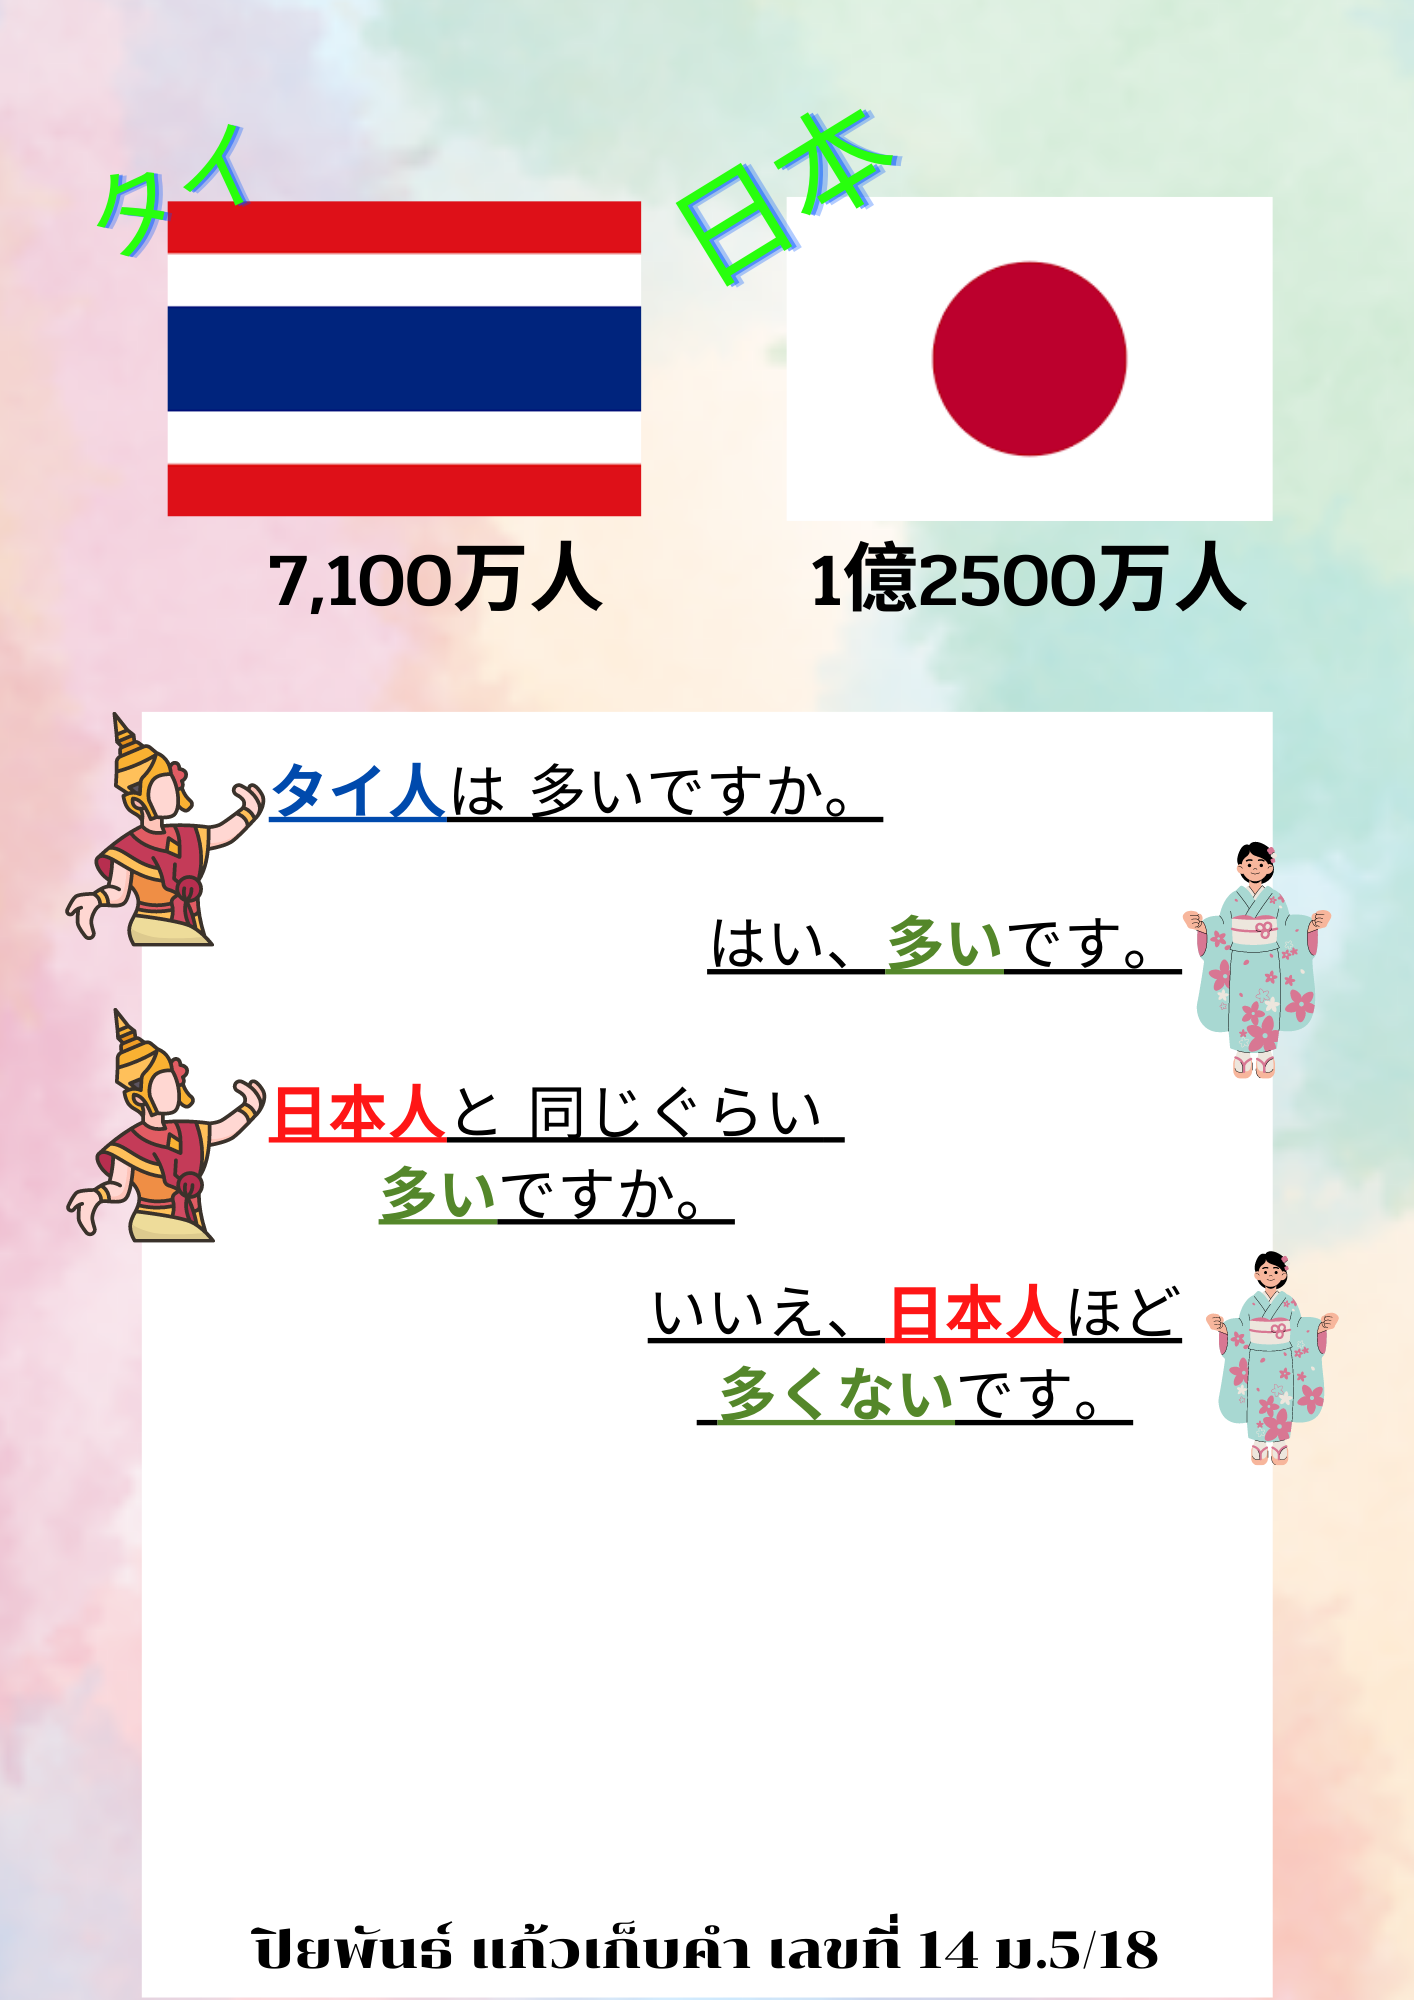 タイ
日本
7,100万人
1億2500万人
タイ人は 多いですか。
はい、多いです。
日本人と 同じぐらい
多いですか。
いいえ、日本人ほど
多くないです。
ปิยพันธ์ แก้วเก็บคำ เลขที่ 14 ม.5/18